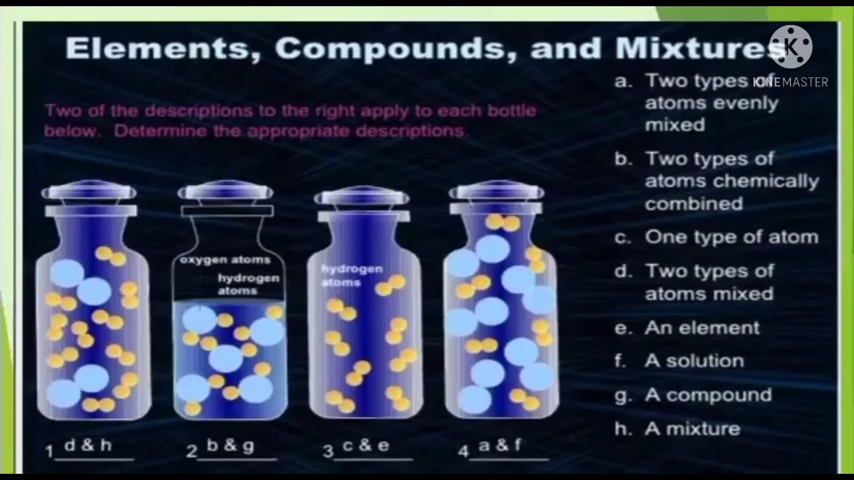 Elements, Compounds, and Mixtures
K
KINEMASTER
Two of the descriptions to the right apply to each bottle
below. Determine the appropriate descriptions.
a. Two types of
atoms evenly
mixed
b. Two types of
atoms chemically
combined
c. One type of atom
d. Two types of
atoms mixed
e. An element
f. A solution
g. A compound
h. A mixture
oxygen atoms
hydrogen
atoms
hydrogen
atoms
1 d & h
2 b & g
3 c & e
4 a & f